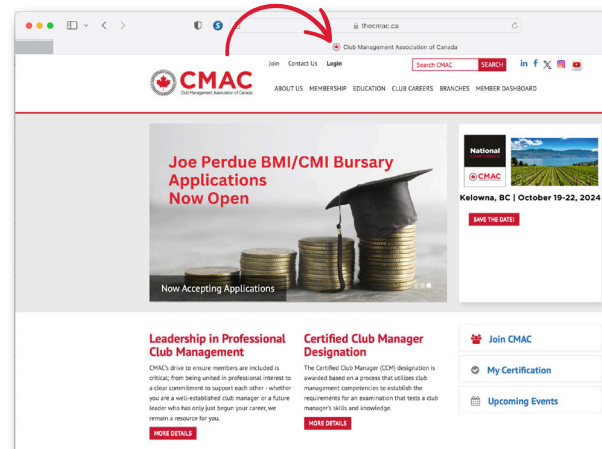 thecmac.ca
Club Management Association of Canada
Join Contact Us Login
Search CMAC SEARCH
CMAC
Club Management Association of Canada
ABOUT US MEMBERSHIP EDUCATION CLUB CAREERS BRANCHES MEMBER DASHBOARD
Joe Perdue BMI/CMI Bursary
Applications
Now Open
Now Accepting Applications
National
CONFERENCE
CMAC
Kelowna, BC | October 19-22, 2024
SAVE THE DATE!
Leadership in Professional
Club Management
CMAC's drive to ensure members are included is
critical; from being united in professional interest to
a clear commitment to support each other - whether
you are a well-established club manager or a future
leader who has only just begun your career, we
remain a resource for you.
MORE DETAILS
Certified Club Manager
Designation
The Certified Club Manager (CCM) designation is
awarded based on a process that utilizes club
management competencies to establish the
requirements for an examination that tests a club
manager's skills and knowledge.
MORE DETAILS
Join CMAC
My Certification
Upcoming Events